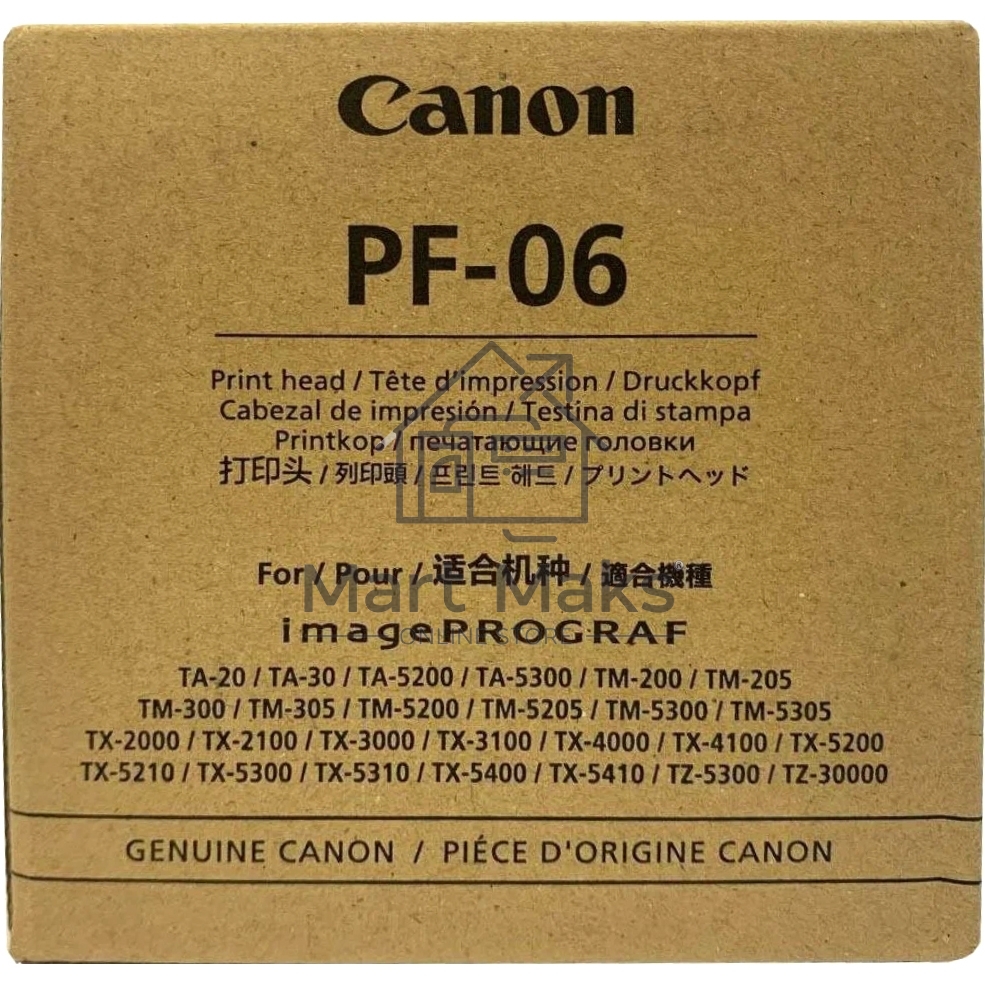 Canon
PF-06
Print head / Tête d'impression / Druckkopf
Cabezal de impresión / Testina di stampa
Printkop / печатающие головки
打印头 / 列印頭 / 프린트 헤드 / プリントヘッド
For / Pour / 适合机种 / 適合機種
Mart Maks
imagePROGRAF
ONLINE STORE
TA-20 / TA-30 / TA-5200 / TA-5300 / TM-200 / TM-205
TM-300 / TM-305 / TM-5200 / TM-5205 / TM-5300 / TM-5305
TX-2000 / TX-2100 / TX-3000 / TX-3100 / TX-4000 / TX-4100 / TX-5200
TX-5210 / TX-5300 / TX-5310 / TX-5400 / TX-5410 / TZ-5300 / TZ-30000
GENUINE CANON / PIÉCE D'ORIGINE CANON